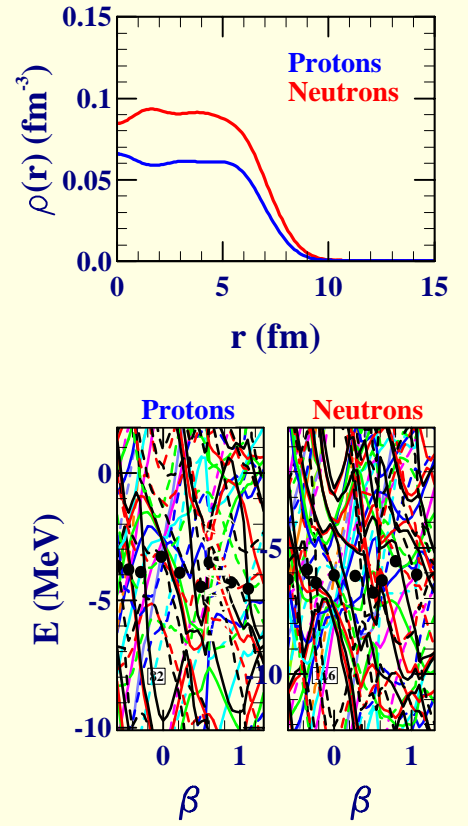 0.15
Protons
Neutrons
0.1
0.05
0.0
ρ(r) (fm⁻³)
0 5 10 15
r (fm)
Protons Neutrons
0
-5
-10
E (MeV)
82
-5
-10
146
0 1 0 1
β β